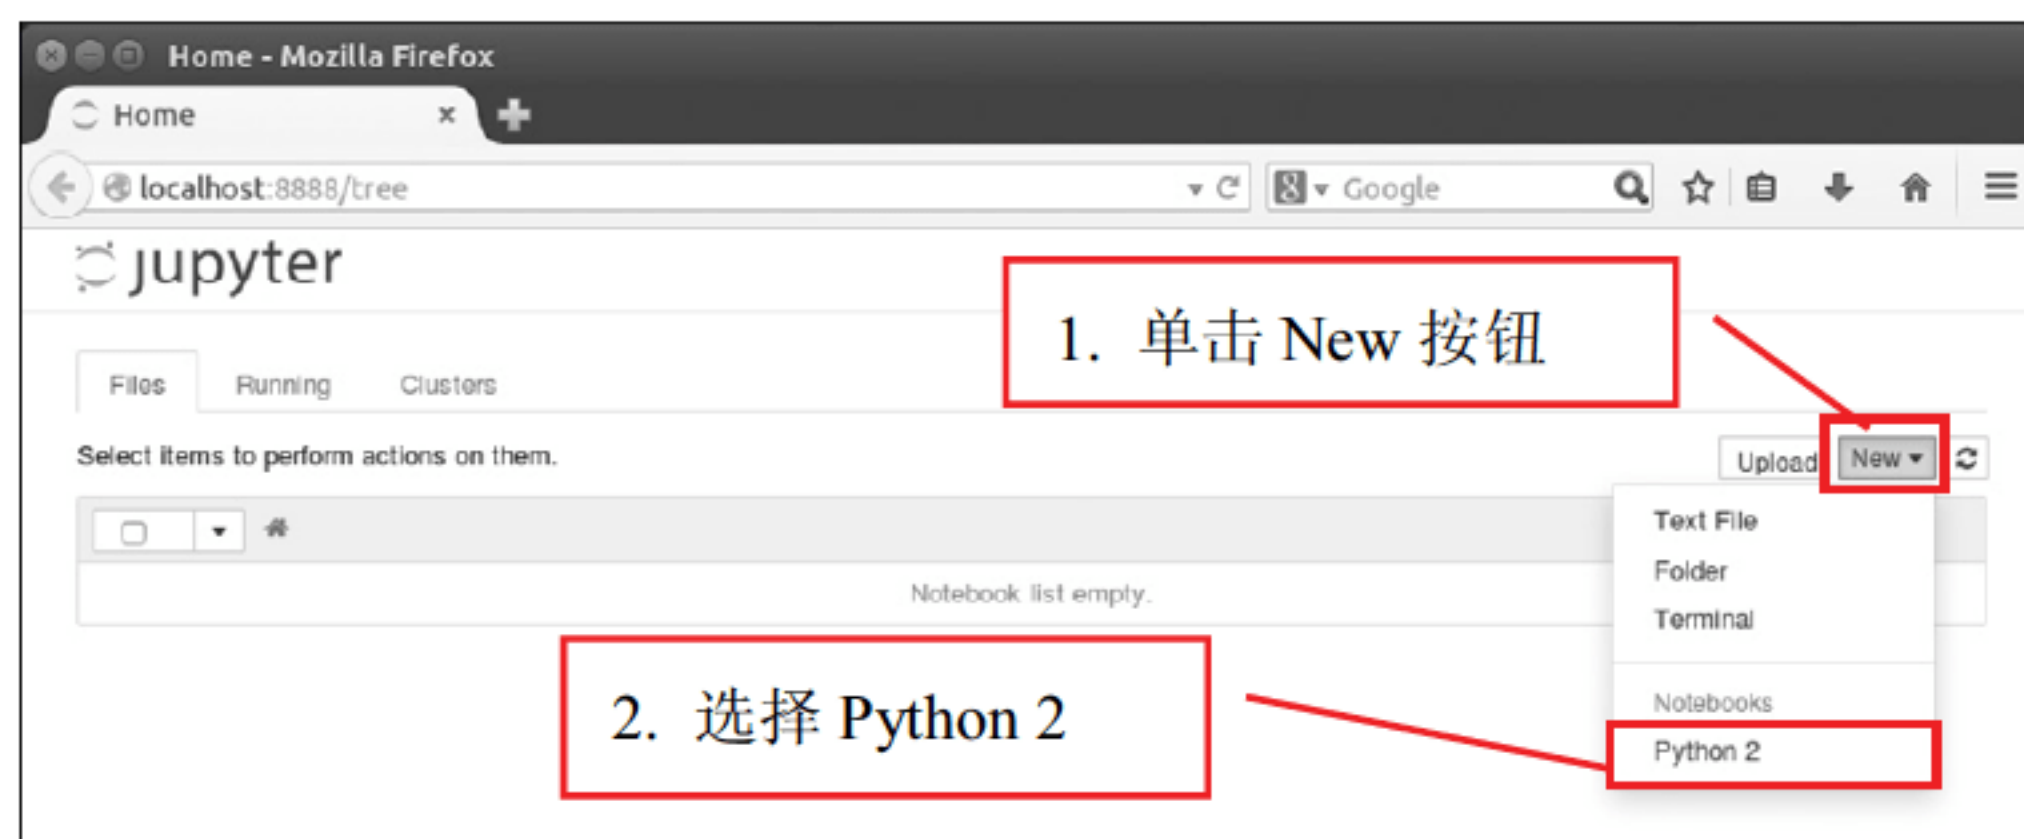 Home - Mozilla Firefox
Home
localhost:8888/tree
Google
jupyter
1. 单击 New 按钮
Files Running Clusters
Select items to perform actions on them.
Upload New
Text File
Folder
Notebook list empty.
Terminal
2. 选择 Python 2
Notebooks
Python 2